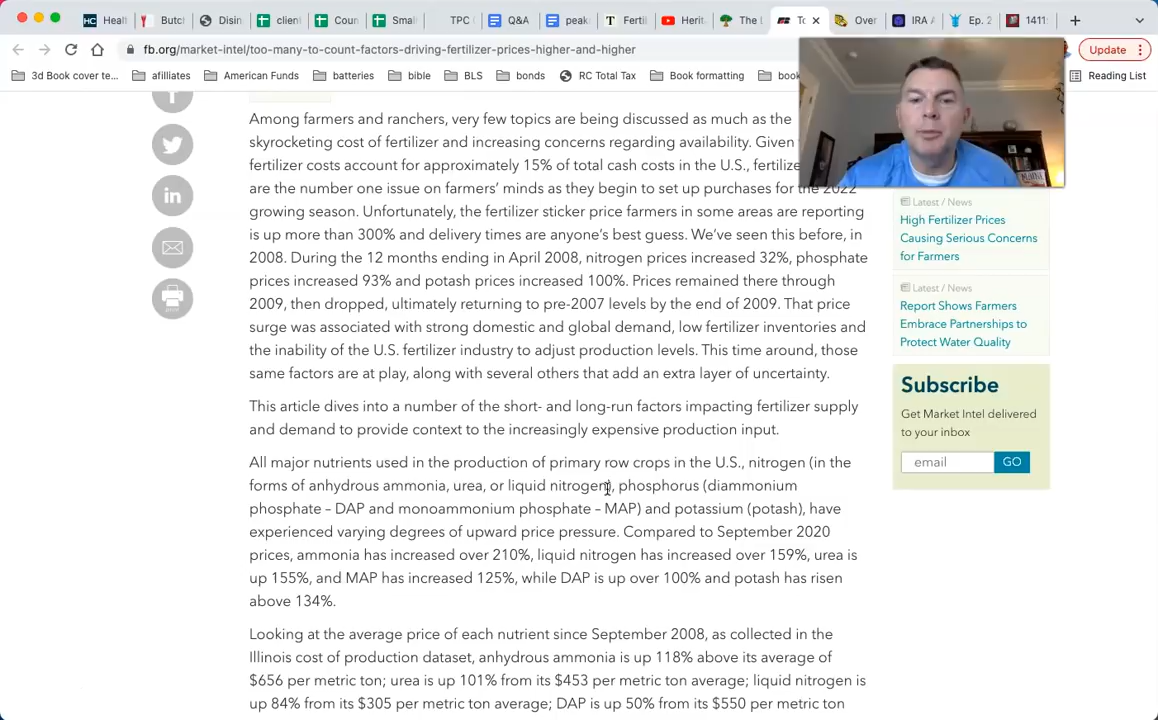 Healt Butch Disin client Coun Small TPC Q&A peak Fertil Herit The L To Over IRA A Ep. 2 1411:
fb.org/market-intel/too-many-to-count-factors-driving-fertilizer-prices-higher-and-higher Update
3d Book cover te... afilliates American Funds batteries bible BLS bonds RC Total Tax Book formatting book Reading List
Among farmers and ranchers, very few topics are being discussed as much as the
skyrocketing cost of fertilizer and increasing concerns regarding availability. Given
fertilizer costs account for approximately 15% of total cash costs in the U.S., fertilize
are the number one issue on farmers' minds as they begin to set up purchases for the 2022
growing season. Unfortunately, the fertilizer sticker price farmers in some areas are reporting
is up more than 300% and delivery times are anyone's best guess. We've seen this before, in
2008. During the 12 months ending in April 2008, nitrogen prices increased 32%, phosphate
prices increased 93% and potash prices increased 100%. Prices remained there through
2009, then dropped, ultimately returning to pre-2007 levels by the end of 2009. That price
surge was associated with strong domestic and global demand, low fertilizer inventories and
the inability of the U.S. fertilizer industry to adjust production levels. This time around, those
same factors are at play, along with several others that add an extra layer of uncertainty.
This article dives into a number of the short- and long-run factors impacting fertilizer supply
and demand to provide context to the increasingly expensive production input.
All major nutrients used in the production of primary row crops in the U.S., nitrogen (in the
forms of anhydrous ammonia, urea, or liquid nitrogen), phosphorus (diammonium
phosphate – DAP and monoammonium phosphate – MAP) and potassium (potash), have
experienced varying degrees of upward price pressure. Compared to September 2020
prices, ammonia has increased over 210%, liquid nitrogen has increased over 159%, urea is
up 155%, and MAP has increased 125%, while DAP is up over 100% and potash has risen
above 134%.
Looking at the average price of each nutrient since September 2008, as collected in the
Illinois cost of production dataset, anhydrous ammonia is up 118% above its average of
$656 per metric ton; urea is up 101% from its $453 per metric ton average; liquid nitrogen is
up 84% from its $305 per metric ton average; DAP is up 50% from its $550 per metric ton
Latest / News
High Fertilizer Prices
Causing Serious Concerns
for Farmers
Latest / News
Report Shows Farmers
Embrace Partnerships to
Protect Water Quality
Subscribe
Get Market Intel delivered
to your inbox
email GO